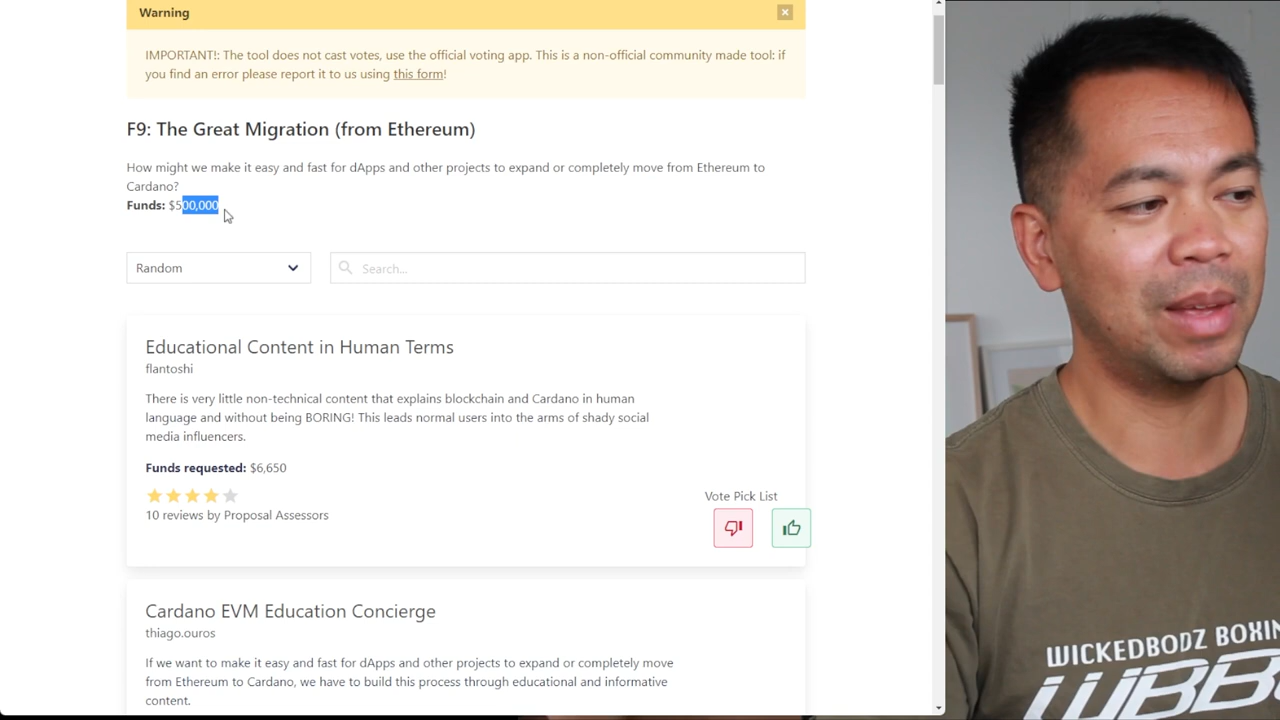 Warning
IMPORTANT!: The tool does not cast votes, use the official voting app. This is a non-official community made tool: if
you find an error please report it to us using this form!
F9: The Great Migration (from Ethereum)
How might we make it easy and fast for dApps and other projects to expand or completely move from Ethereum to
Cardano?
Funds: $500,000
Random
Search...
Educational Content in Human Terms
flantoshi
There is very little non-technical content that explains blockchain and Cardano in human
language and without being BORING! This leads normal users into the arms of shady social
media influencers.
Funds requested: $6,650
10 reviews by Proposal Assessors
Vote Pick List
Cardano EVM Education Concierge
thiago.ouros
If we want to make it easy and fast for dApps and other projects to expand or completely move
from Ethereum to Cardano, we have to build this process through educational and informative
content.
WICKEDBODZ BOXIN
WBB